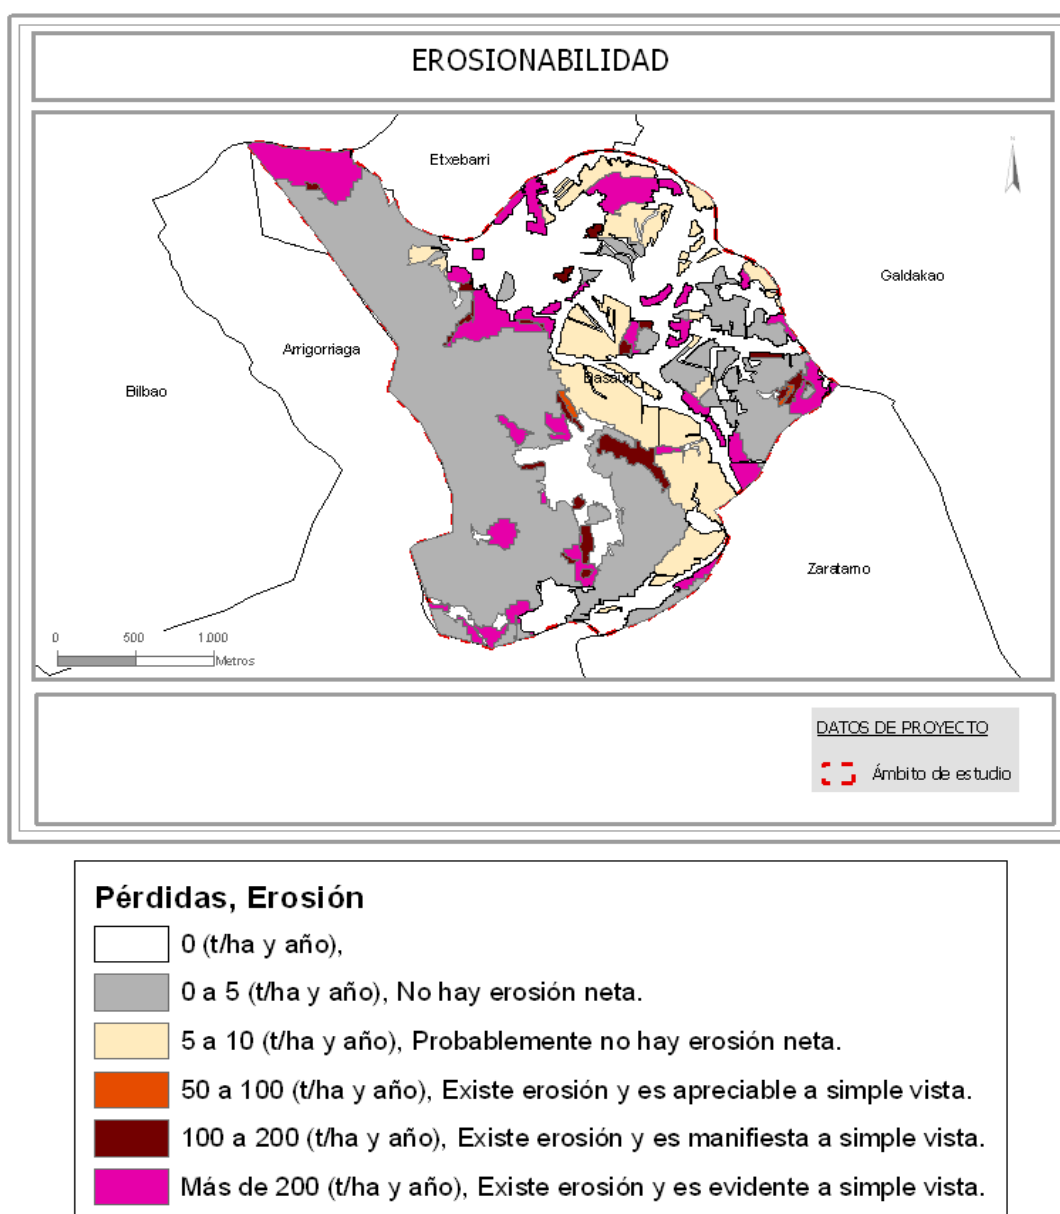 EROSIONABILIDAD
N
Etxebarri
Galdakao
Arrigorriaga
Bilbao
Basauri
Zaratamo
0 500 1.000
Metros
DATOS DE PROYECTO
Ámbito de estudio
Pérdidas, Erosión
0 (t/ha y año),
0 a 5 (t/ha y año), No hay erosión neta.
5 a 10 (t/ha y año), Probablemente no hay erosión neta.
50 a 100 (t/ha y año), Existe erosión y es apreciable a simple vista.
100 a 200 (t/ha y año), Existe erosión y es manifiesta a simple vista.
Más de 200 (t/ha y año), Existe erosión y es evidente a simple vista.